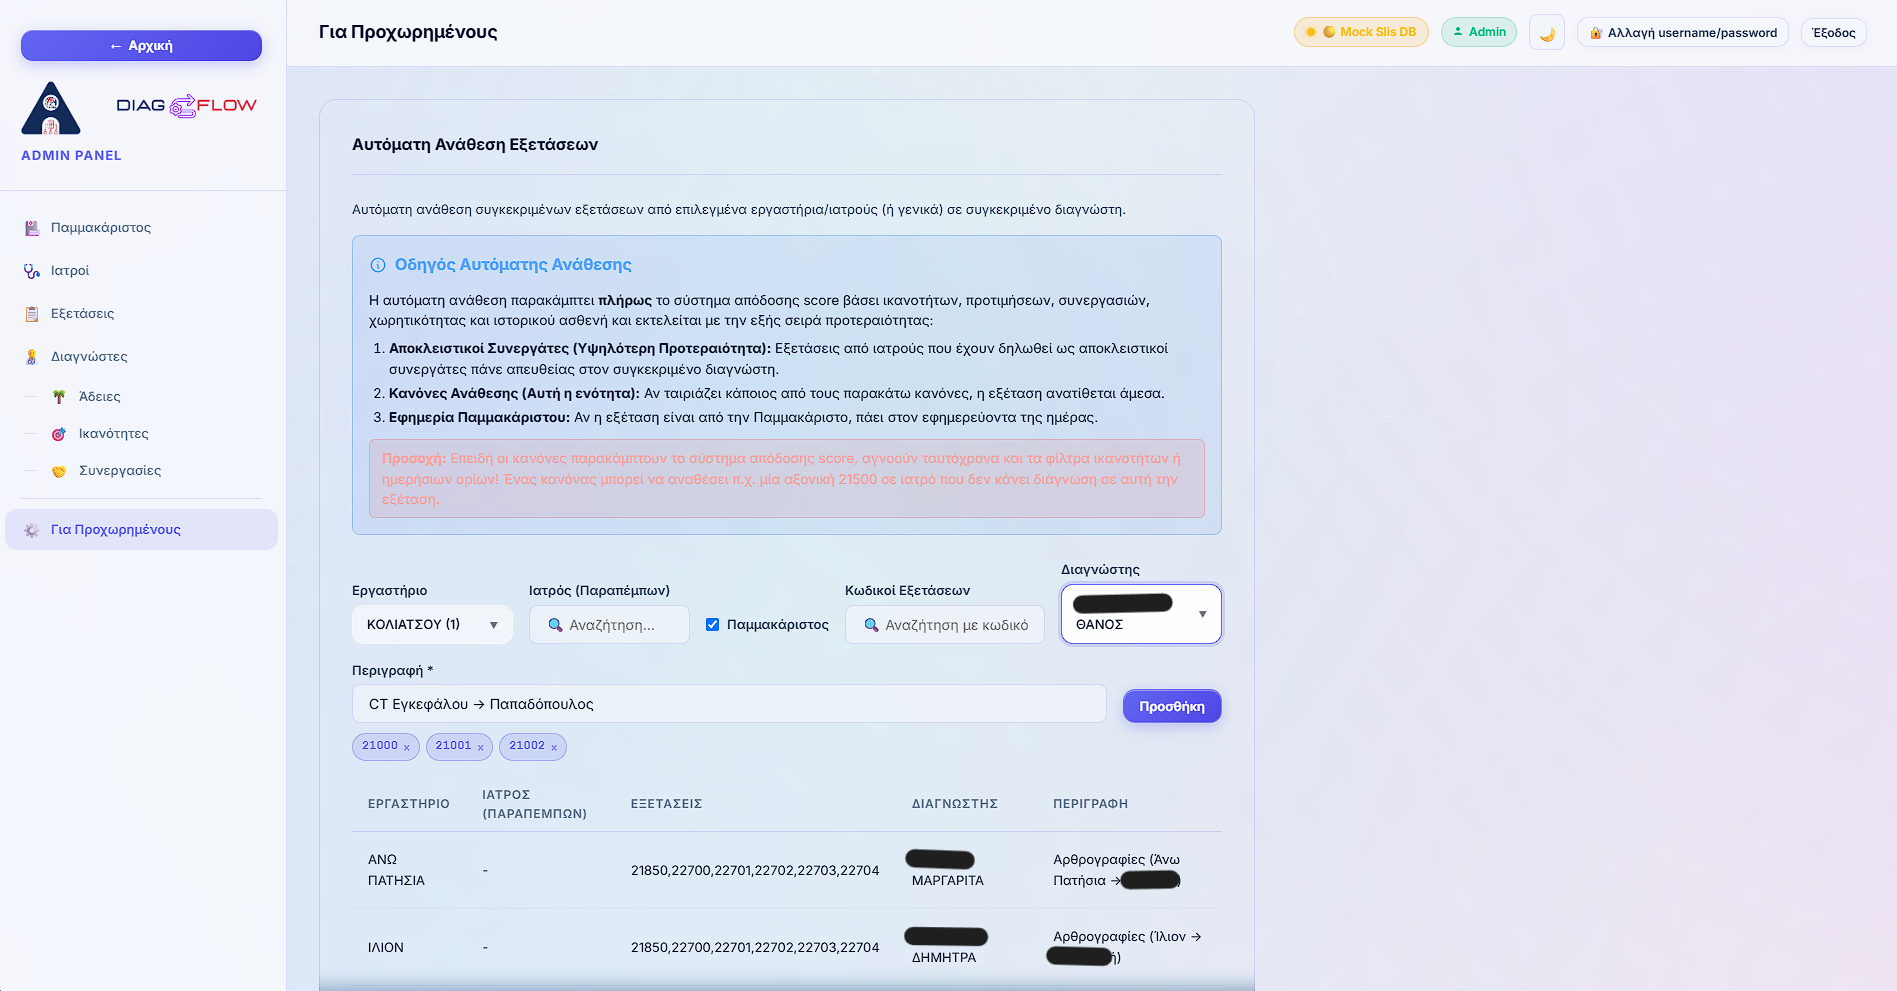 ← Αρχική
DIAG FLOW
ADMIN PANEL
Παμμακάριστος
Ιατροί
Εξετάσεις
Διαγνώστες
Άδειες
Ικανότητες
Συνεργασίες
Για Προχωρημένους
Για Προχωρημένους
Mock Slis DB
Admin
Αλλαγή username/password
Έξοδος
Αυτόματη Ανάθεση Εξετάσεων
Αυτόματη ανάθεση συγκεκριμένων εξετάσεων από επιλεγμένα εργαστήρια/ιατρούς (ή γενικά) σε συγκεκριμένο διαγνώστη.
Οδηγός Αυτόματης Ανάθεσης
Η αυτόματη ανάθεση παρακάμπτει πλήρως το σύστημα απόδοσης score βάσει ικανοτήτων, προτιμήσεων, συνεργασιών,
χωρητικότητας και ιστορικού ασθενή και εκτελείται με την εξής σειρά προτεραιότητας:
1. Αποκλειστικοί Συνεργάτες (Υψηλότερη Προτεραιότητα): Εξετάσεις από ιατρούς που έχουν δηλωθεί ως αποκλειστικοί
συνεργάτες πάνε απευθείας στον συγκεκριμένο διαγνώστη.
2. Κανόνες Ανάθεσης (Αυτή η ενότητα): Αν ταιριάζει κάποιος από τους παρακάτω κανόνες, η εξέταση ανατίθεται άμεσα.
3. Εφημερία Παμμακάριστου: Αν η εξέταση είναι από την Παμμακάριστο, πάει στον εφημερεύοντα της ημέρας.
Προσοχή: Επειδή οι κανόνες παρακάμπτουν το σύστημα απόδοσης score, αγνοούν ταυτόχρονα και τα φίλτρα ικανοτήτων ή
ημερήσιων ορίων! Ένας κανόνας μπορεί να αναθέσει π.χ. μία αξονική 21500 σε ιατρό που δεν κάνει διάγνωση σε αυτή την
εξέταση.
Εργαστήριο
ΚΟΛΙΑΤΣΟΥ (1)
Ιατρός (Παραπέμπων)
Αναζήτηση...
Παμμακάριστος
Κωδικοί Εξετάσεων
Αναζήτηση με κωδικό
Διαγνώστης
ΘΑΝΟΣ
Περιγραφή *
CT Εγκεφάλου → Παπαδόπουλος
Προσθήκη
21000 ×
21001 ×
21002 ×
ΕΡΓΑΣΤΗΡΙΟ
ΙΑΤΡΟΣ
(ΠΑΡΑΠΕΜΠΩΝ)
ΕΞΕΤΑΣΕΙΣ
ΔΙΑΓΝΩΣΤΗΣ
ΠΕΡΙΓΡΑΦΗ
ΑΝΩ
ΠΑΤΗΣΙΑ
-
21850,22700,22701,22702,22703,22704
ΜΑΡΓΑΡΙΤΑ
Αρθρογραφίες (Άνω
Πατήσια →
ΙΛΙΟΝ
-
21850,22700,22701,22702,22703,22704
ΔΗΜΗΤΡΑ
Αρθρογραφίες (Ίλιον →